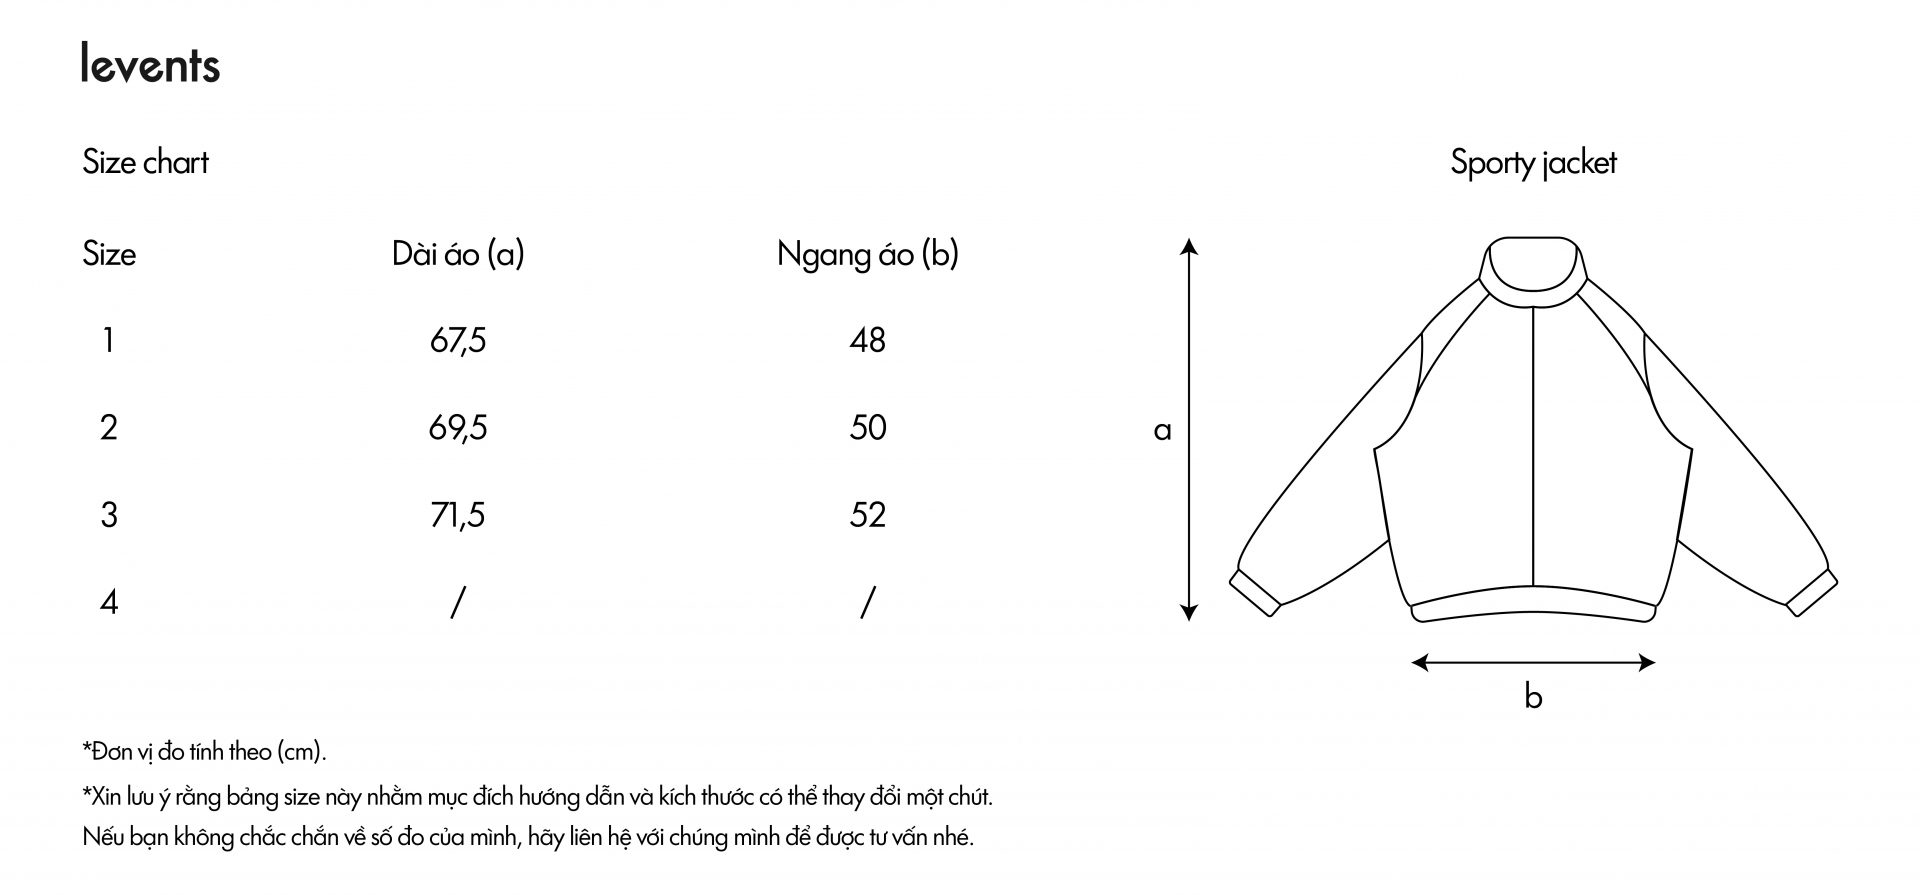 levents
Size chart
Sporty jacket
Size Dài áo (a) Ngang áo (b)
1 67,5 48
2 69,5 50
3 71,5 52
4 / /
a
b
*Đơn vị đo tính theo (cm).
*Xin lưu ý rằng bảng size này nhằm mục đích hướng dẫn và kích thước có thể thay đổi một chút.
Nếu bạn không chắc chắn về số đo của mình, hãy liên hệ với chúng mình để được tư vấn nhé.